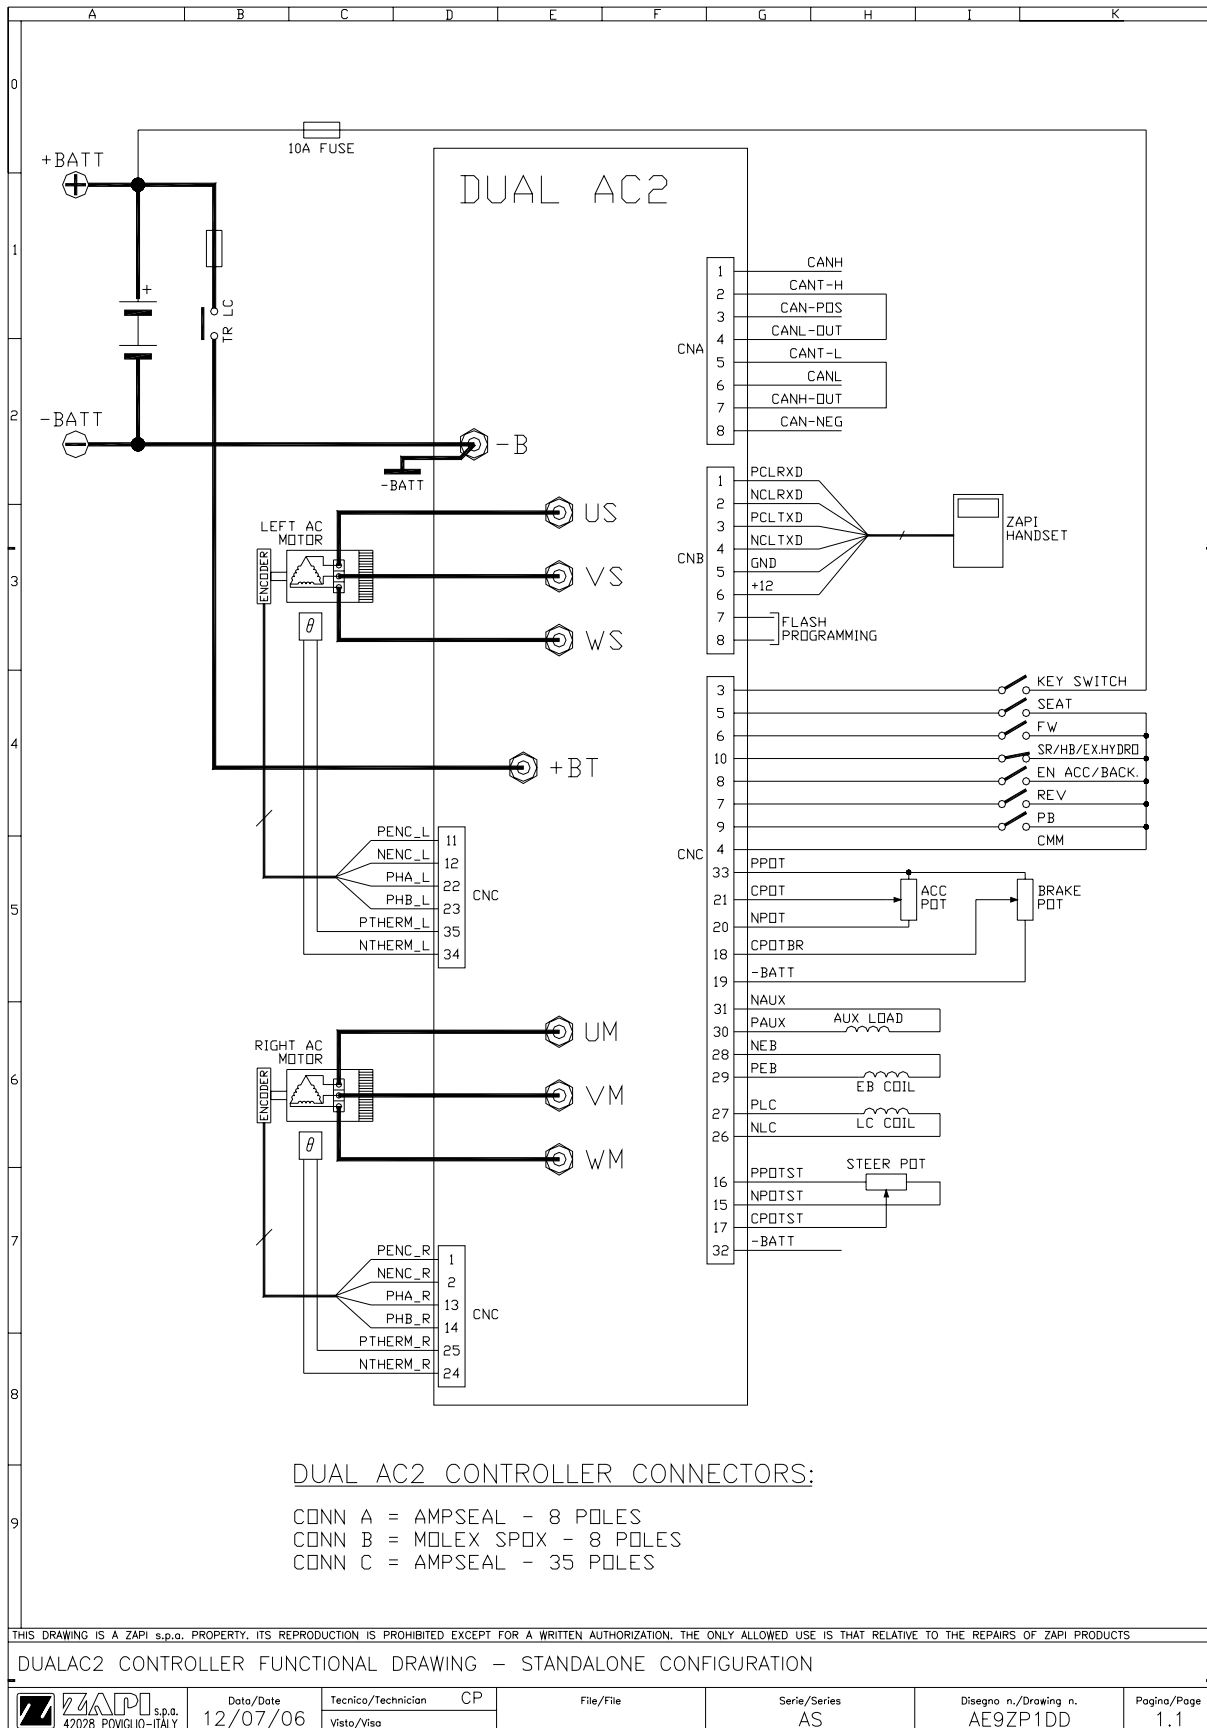 A B C D E F G H I K
0
10A FUSE
+BATT
DUAL AC2
1
+
TR LC
CNA
1 CANH
2 CANT-H
3 CAN-POS
4 CANL-OUT
5 CANT-L
6 CANL
7 CANH-OUT
8 CAN-NEG
2
-BATT
-B
-BATT
CNB
1 PCLRXD
2 NCLRXD
3 PCLTXD
4 NCLTXD
5 GND
6 +12
7
8
FLASH
PROGRAMMING
ZAPI
HANDSET
LEFT AC
MOTOR
ENCODER
θ
US
VS
WS
3
CNC
3 KEY SWITCH
5 SEAT
6 FW
10 SR/HB/EX.HYDRO
8 EN ACC/BACK.
7 REV
9 PB
4 CMM
33 PPOT
21 CPOT
20 NPOT
18 CPOTBR
19 -BATT
ACC
POT
BRAKE
POT
31 NAUX
30 PAUX
AUX LOAD
28 NEB
29 PEB
EB COIL
27 PLC
26 NLC
LC COIL
16 PPOTST
15 NPOTST
17 CPOTST
STEER POT
32 -BATT
4
+BT
PENC_L 11
NENC_L 12
PHA_L 22
PHB_L 23
PTHERM_L 35
NTHERM_L 34
CNC
5
RIGHT AC
MOTOR
ENCODER
θ
UM
VM
WM
6
7
PENC_R 1
NENC_R 2
PHA_R 13
PHB_R 14
PTHERM_R 25
NTHERM_R 24
CNC
8
DUAL AC2 CONTROLLER CONNECTORS:
9
CONN A = AMPSEAL - 8 POLES
CONN B = MOLEX SPOX - 8 POLES
CONN C = AMPSEAL - 35 POLES
THIS DRAWING IS A ZAPI s.p.a. PROPERTY. ITS REPRODUCTION IS PROHIBITED EXCEPT FOR A WRITTEN AUTHORIZATION. THE ONLY ALLOWED USE IS THAT RELATIVE TO THE REPAIRS OF ZAPI PRODUCTS
DUALAC2 CONTROLLER FUNCTIONAL DRAWING - STANDALONE CONFIGURATION
ZAPI s.p.a.
42028 POVIGLIO-ITALY
Data/Date
12/07/06
Tecnico/Technician CP
Visto/Visa
File/File
Serie/Series
AS
Disegno n./Drawing n.
AE9ZP1DD
Pagina/Page
1.1